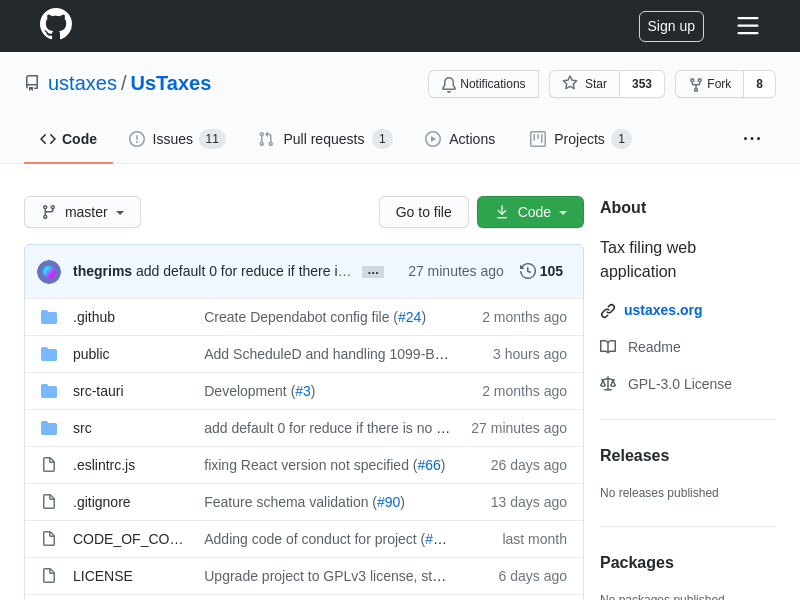 Sign up
ustaxes / UsTaxes
Notifications
Star 353
Fork 8
Code
Issues 11
Pull requests 1
Actions
Projects 1
master
Go to file
Code
thegrims add default 0 for reduce if there i… … 27 minutes ago 105
.github Create Dependabot config file (#24) 2 months ago
public Add ScheduleD and handling 1099-B… 3 hours ago
src-tauri Development (#3) 2 months ago
src add default 0 for reduce if there is no … 27 minutes ago
.eslintrc.js fixing React version not specified (#66) 26 days ago
.gitignore Feature schema validation (#90) 13 days ago
CODE_OF_CO… Adding code of conduct for project (#… last month
LICENSE Upgrade project to GPLv3 license, st… 6 days ago
About
Tax filing web
application
ustaxes.org
Readme
GPL-3.0 License
Releases
No releases published
Packages
No packages published